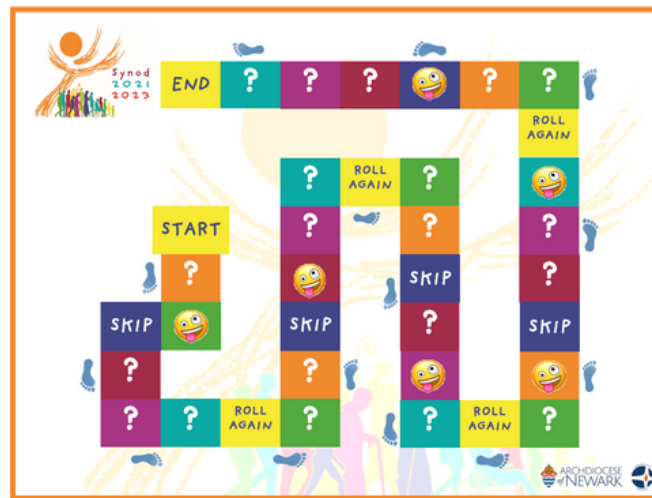 Synod
2021
2023
END ? ? ? ? ?
ROLL
AGAIN
? ROLL
AGAIN ?
START ? ? ?
?
SKIP ?
SKIP SKIP ? SKIP
? ?
? ? ROLL
AGAIN ? ? ROLL
AGAIN ?
ARCHDIOCESE
of NEWARK